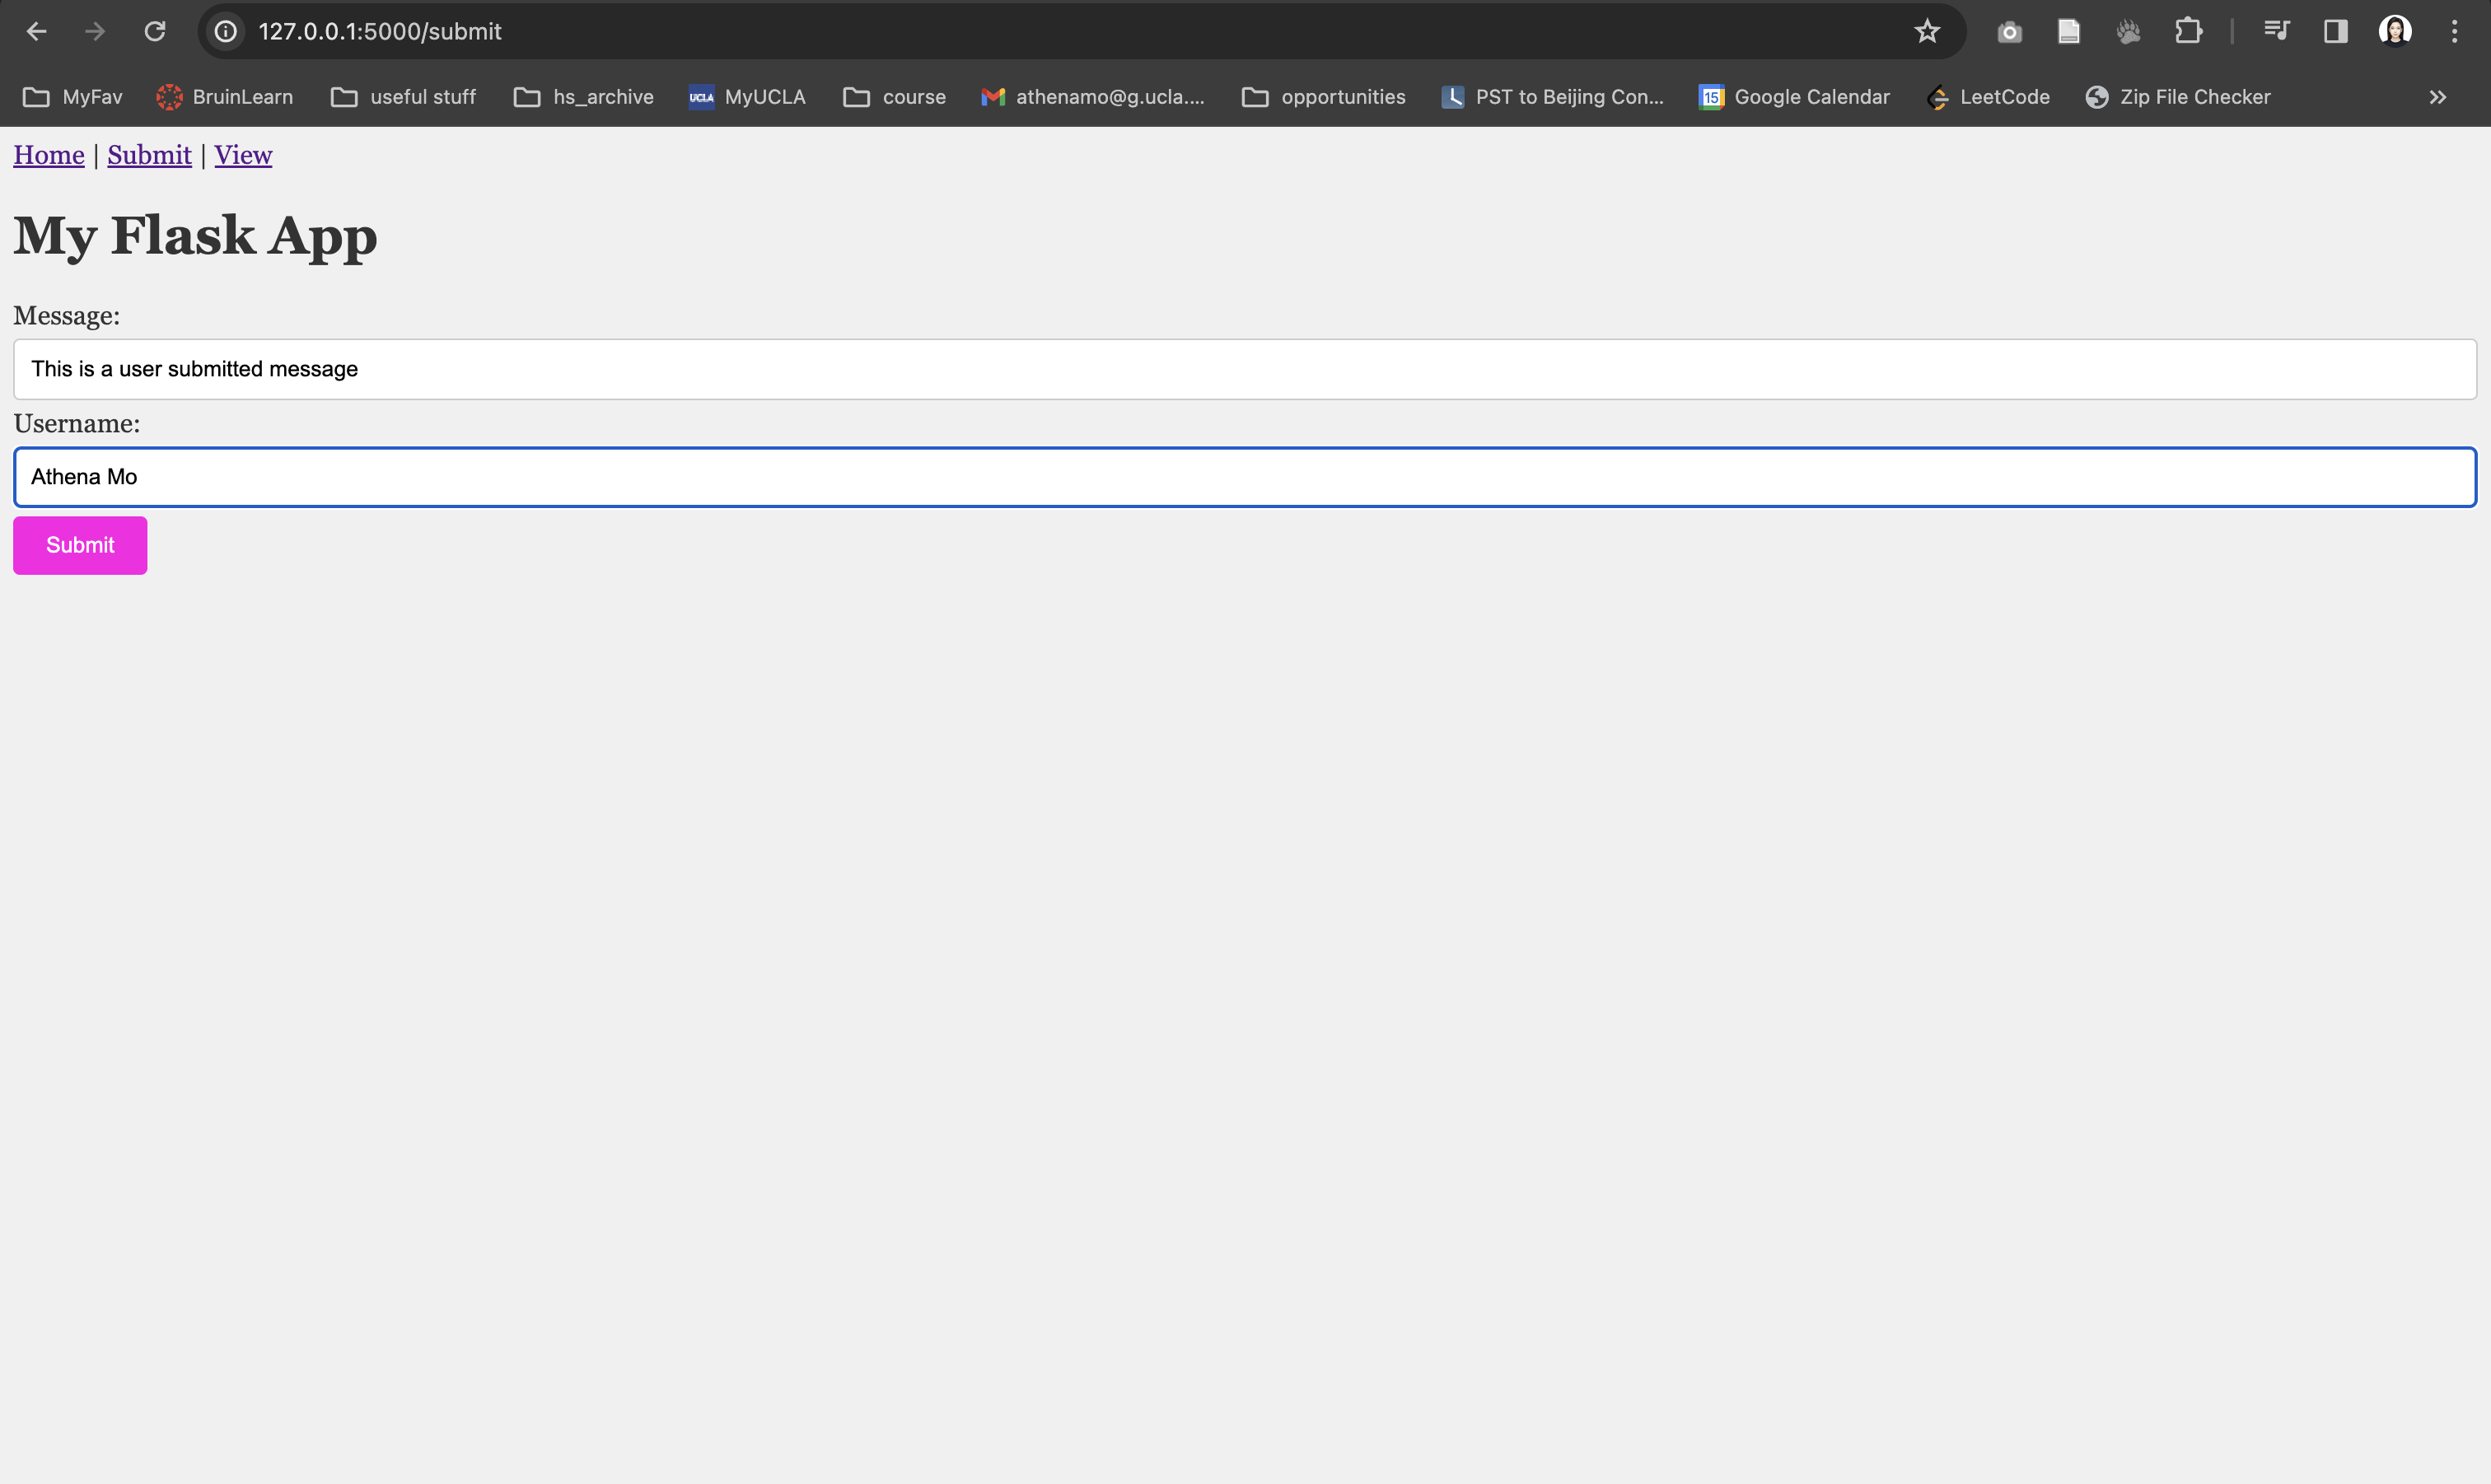 127.0.0.1:5000/submit
MyFav BruinLearn useful stuff hs_archive UCLA MyUCLA course athenamo@g.ucla.... opportunities PST to Beijing Con... 15 Google Calendar LeetCode Zip File Checker
Home | Submit | View
My Flask App
Message:
This is a user submitted message
Username:
Athena Mo
Submit